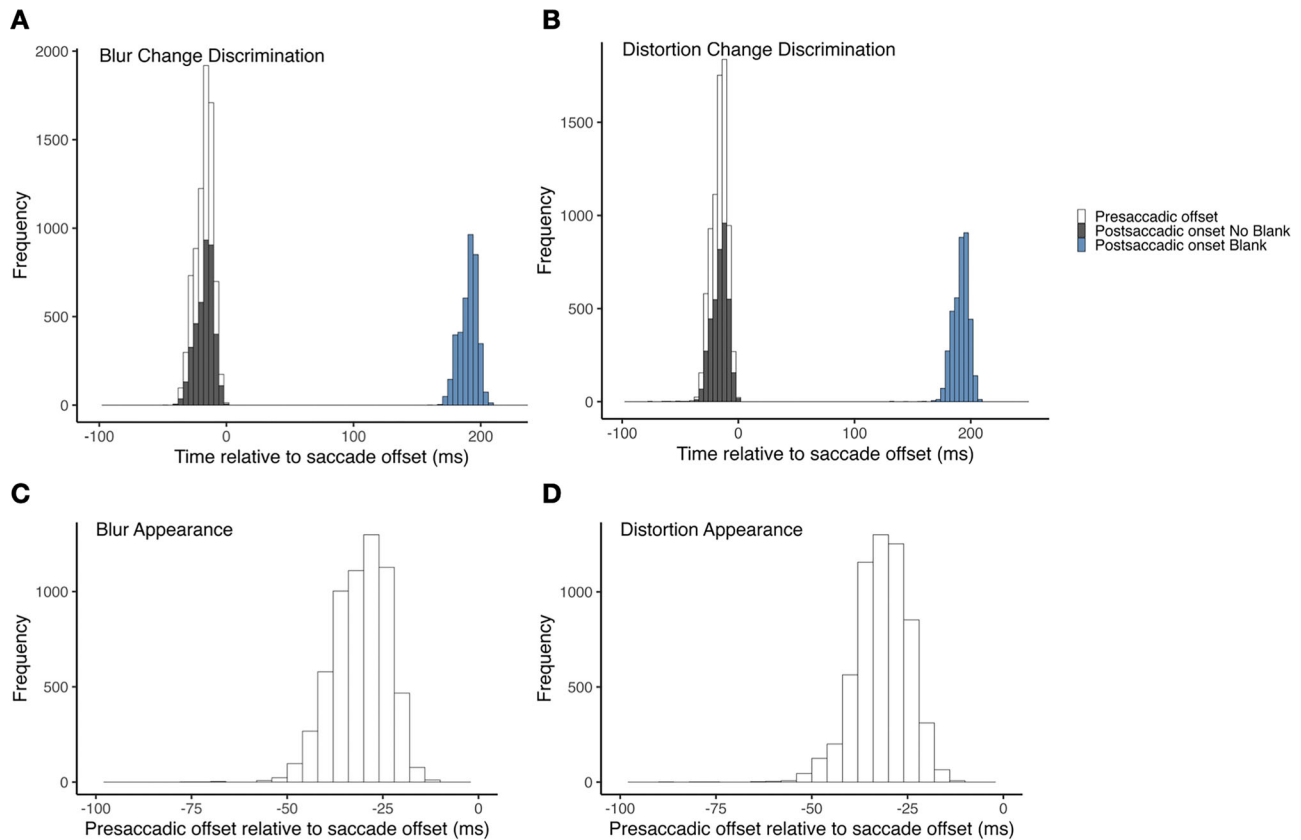 A
Blur Change Discrimination
2000
1500
1000
500
0
Frequency
-100
0
100
200
Time relative to saccade offset (ms)
B
Distortion Change Discrimination
1500
1000
500
0
Frequency
-100
0
100
200
Time relative to saccade offset (ms)
Presaccadic offset
Postsaccadic onset No Blank
Postsaccadic onset Blank
C
Blur Appearance
1000
500
0
Frequency
-100
-75
-50
-25
0
Presaccadic offset relative to saccade offset (ms)
D
Distortion Appearance
1000
500
0
Frequency
-100
-75
-50
-25
0
Presaccadic offset relative to saccade offset (ms)